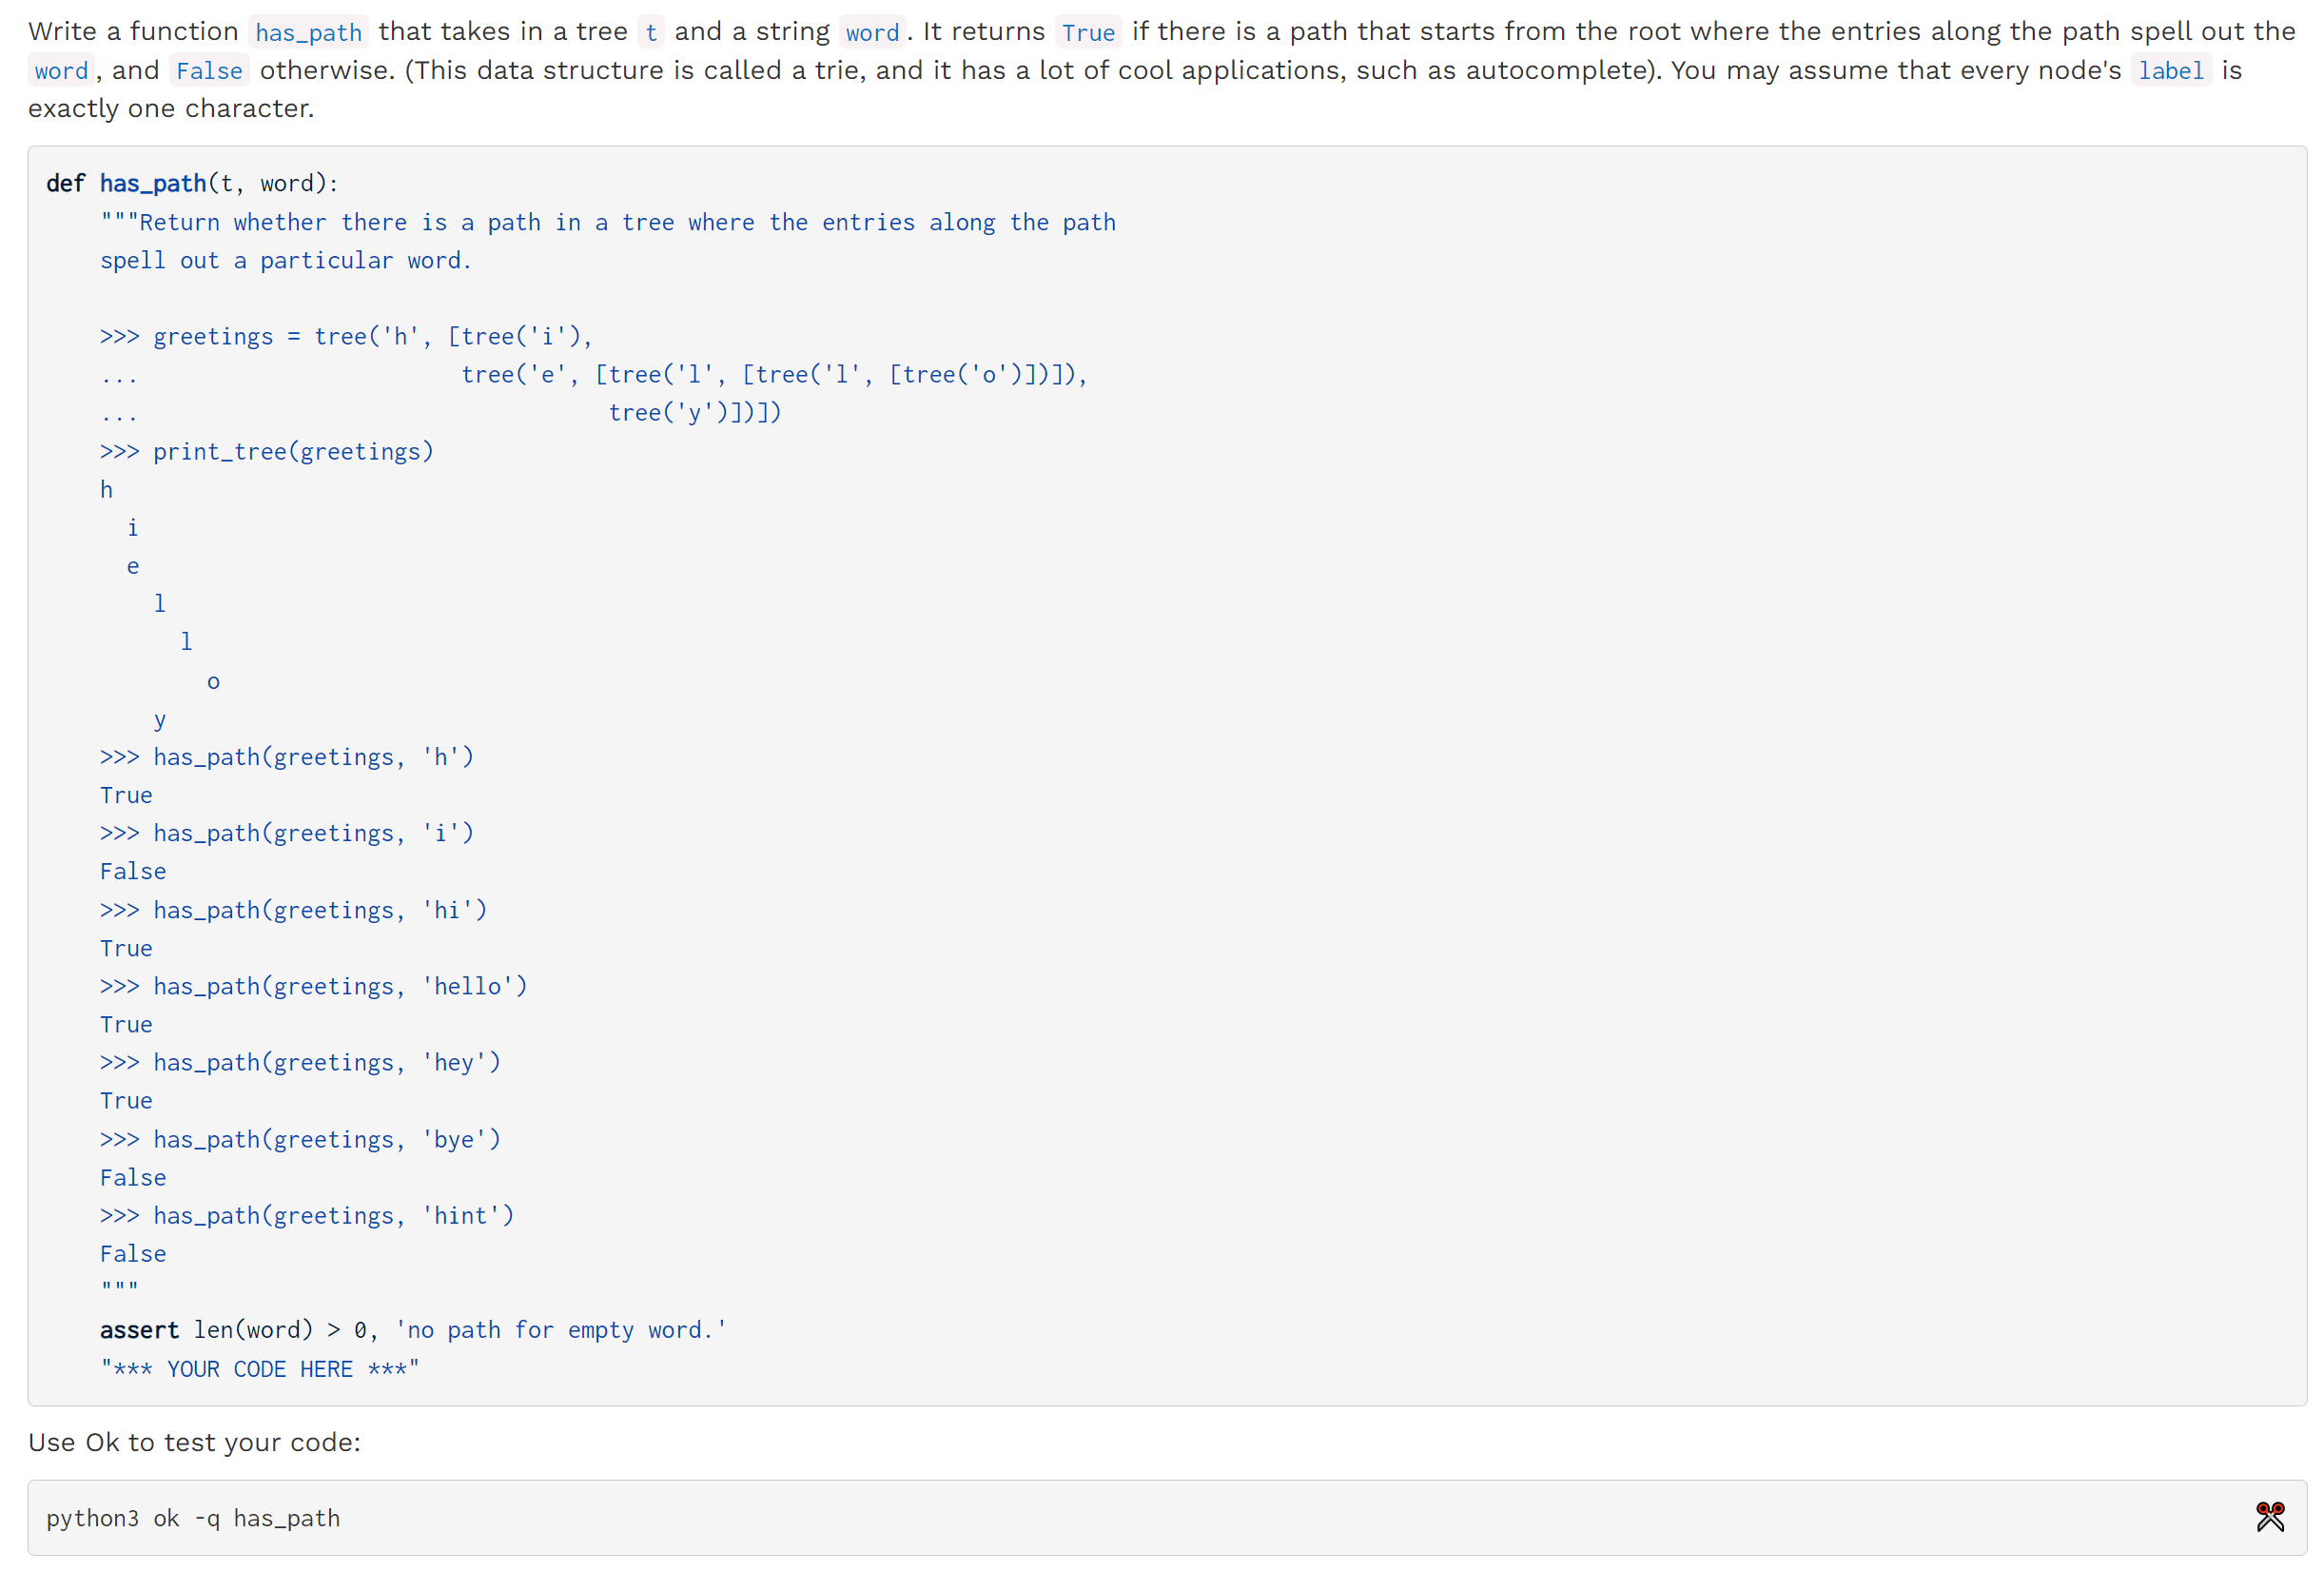 Write a function has_path that takes in a tree t and a string word. It returns True if there is a path that starts from the root where the entries along the path spell out the
word, and False otherwise. (This data structure is called a trie, and it has a lot of cool applications, such as autocomplete). You may assume that every node's label is
exactly one character.
def has_path(t, word):
    """Return whether there is a path in a tree where the entries along the path
    spell out a particular word.

    >>> greetings = tree('h', [tree('i'),
    ...                        tree('e', [tree('l', [tree('l', [tree('o')])]),
    ...                                   tree('y')])])
    >>> print_tree(greetings)
    h
      i
      e
        l
          l
            o
        y
    >>> has_path(greetings, 'h')
    True
    >>> has_path(greetings, 'i')
    False
    >>> has_path(greetings, 'hi')
    True
    >>> has_path(greetings, 'hello')
    True
    >>> has_path(greetings, 'hey')
    True
    >>> has_path(greetings, 'bye')
    False
    >>> has_path(greetings, 'hint')
    False
    """
    assert len(word) > 0, 'no path for empty word.'
    "*** YOUR CODE HERE ***"
Use Ok to test your code:
python3 ok -q has_path